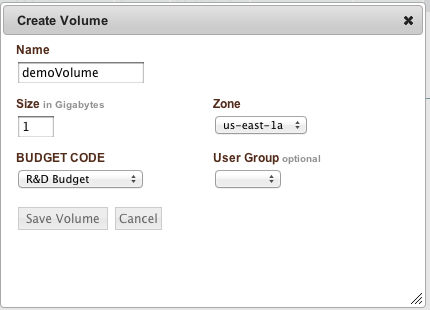 Create Volume
Name
demoVolume
Size in Gigabytes Zone
1 us-east-1a
BUDGET CODE User Group optional
R&D Budget
Save Volume Cancel